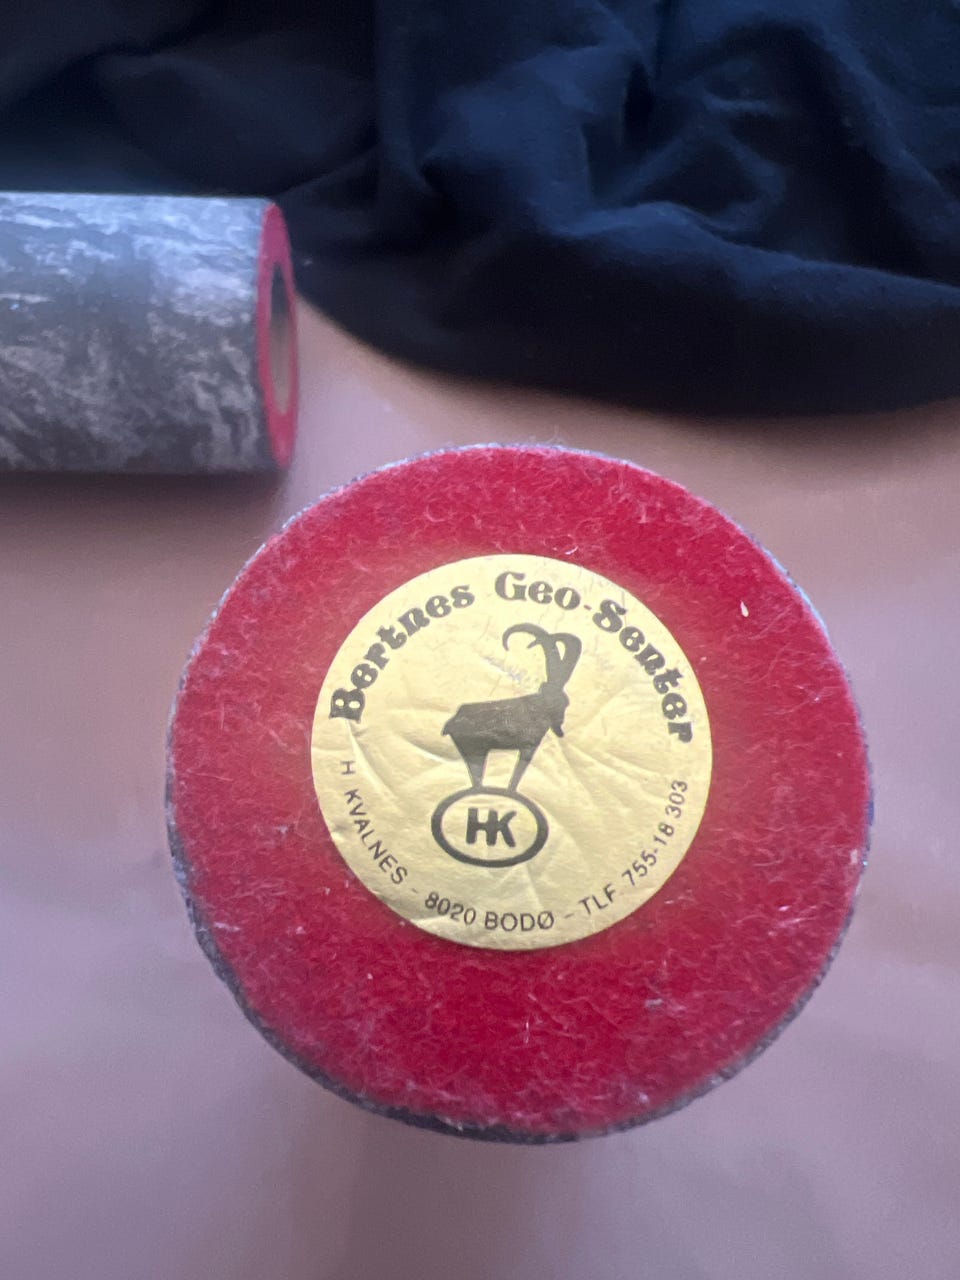 Bertnes Geo-Senter
HK
H KVALNES - 8020 BODØ - TLF 755-18 303